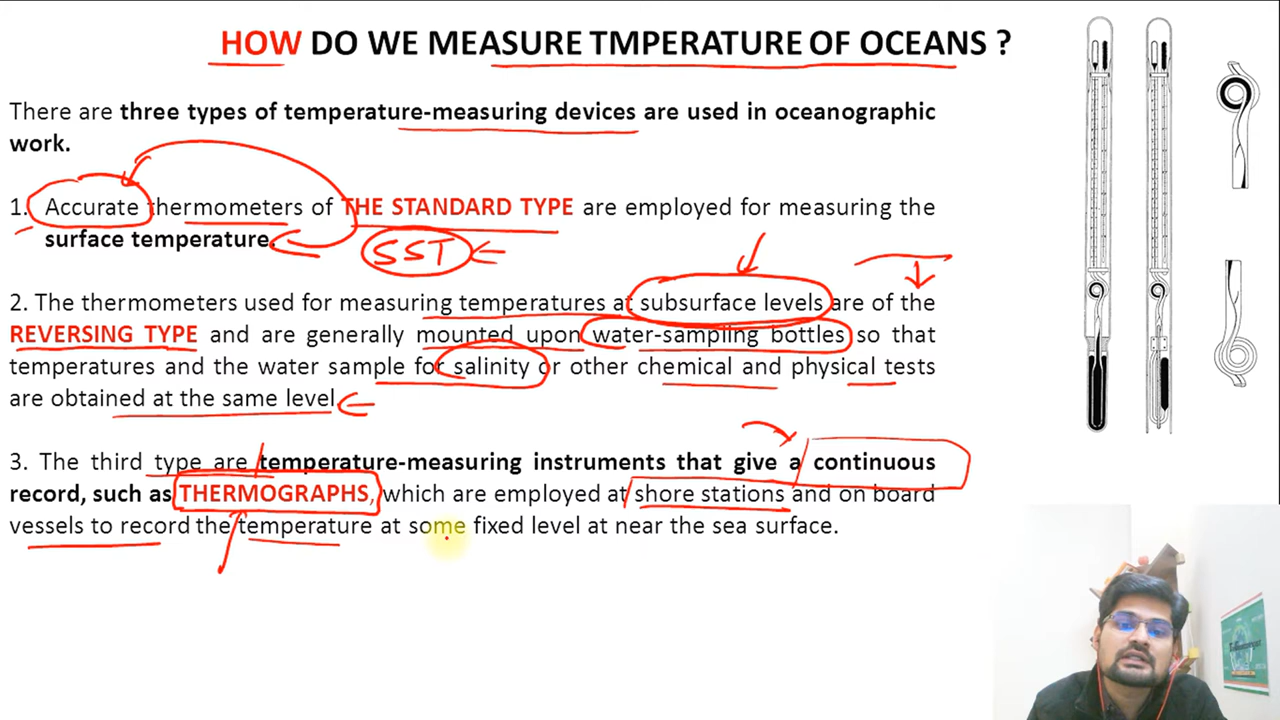 HOW DO WE MEASURE TMPERATURE OF OCEANS ?
There are three types of temperature-measuring devices are used in oceanographic
work.
1. Accurate thermometers of THE STANDARD TYPE are employed for measuring the
surface temperature.
SST
2. The thermometers used for measuring temperatures at subsurface levels are of the
REVERSING TYPE and are generally mounted upon water-sampling bottles so that
temperatures and the water sample for salinity or other chemical and physical tests
are obtained at the same level
3. The third type are temperature-measuring instruments that give a continuous
record, such as THERMOGRAPHS, which are employed at shore stations and on board
vessels to record the temperature at some fixed level at near the sea surface.